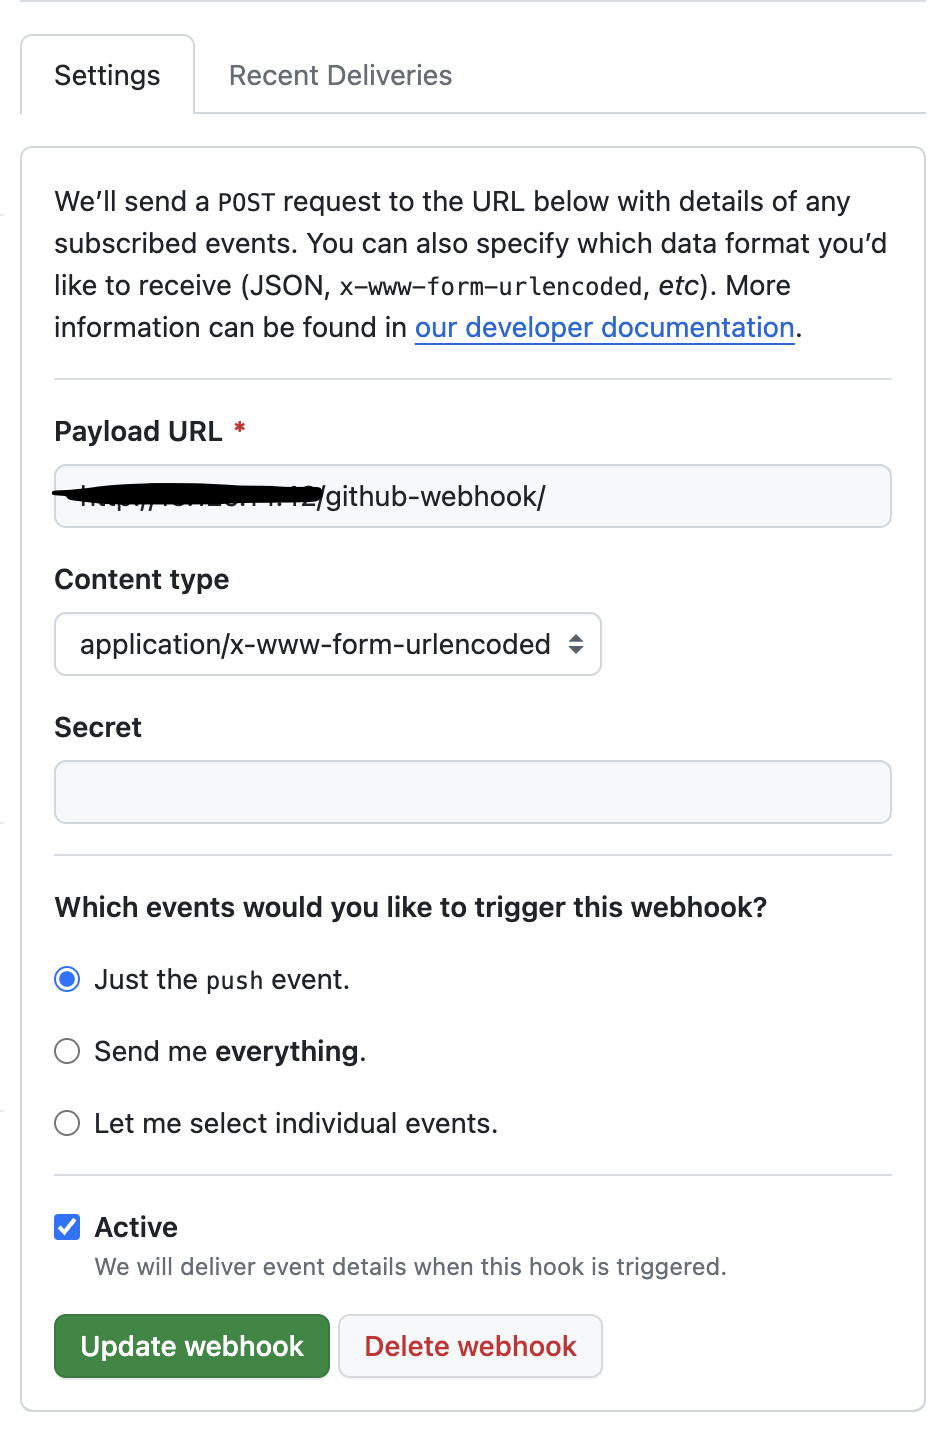 Settings
Recent Deliveries
We’ll send a POST request to the URL below with details of any
subscribed events. You can also specify which data format you’d
like to receive (JSON, x-www-form-urlencoded, etc). More
information can be found in our developer documentation.
Payload URL *
/github-webhook/
Content type
application/x-www-form-urlencoded
Secret
Which events would you like to trigger this webhook?
Just the push event.
Send me everything.
Let me select individual events.
Active
We will deliver event details when this hook is triggered.
Update webhook
Delete webhook